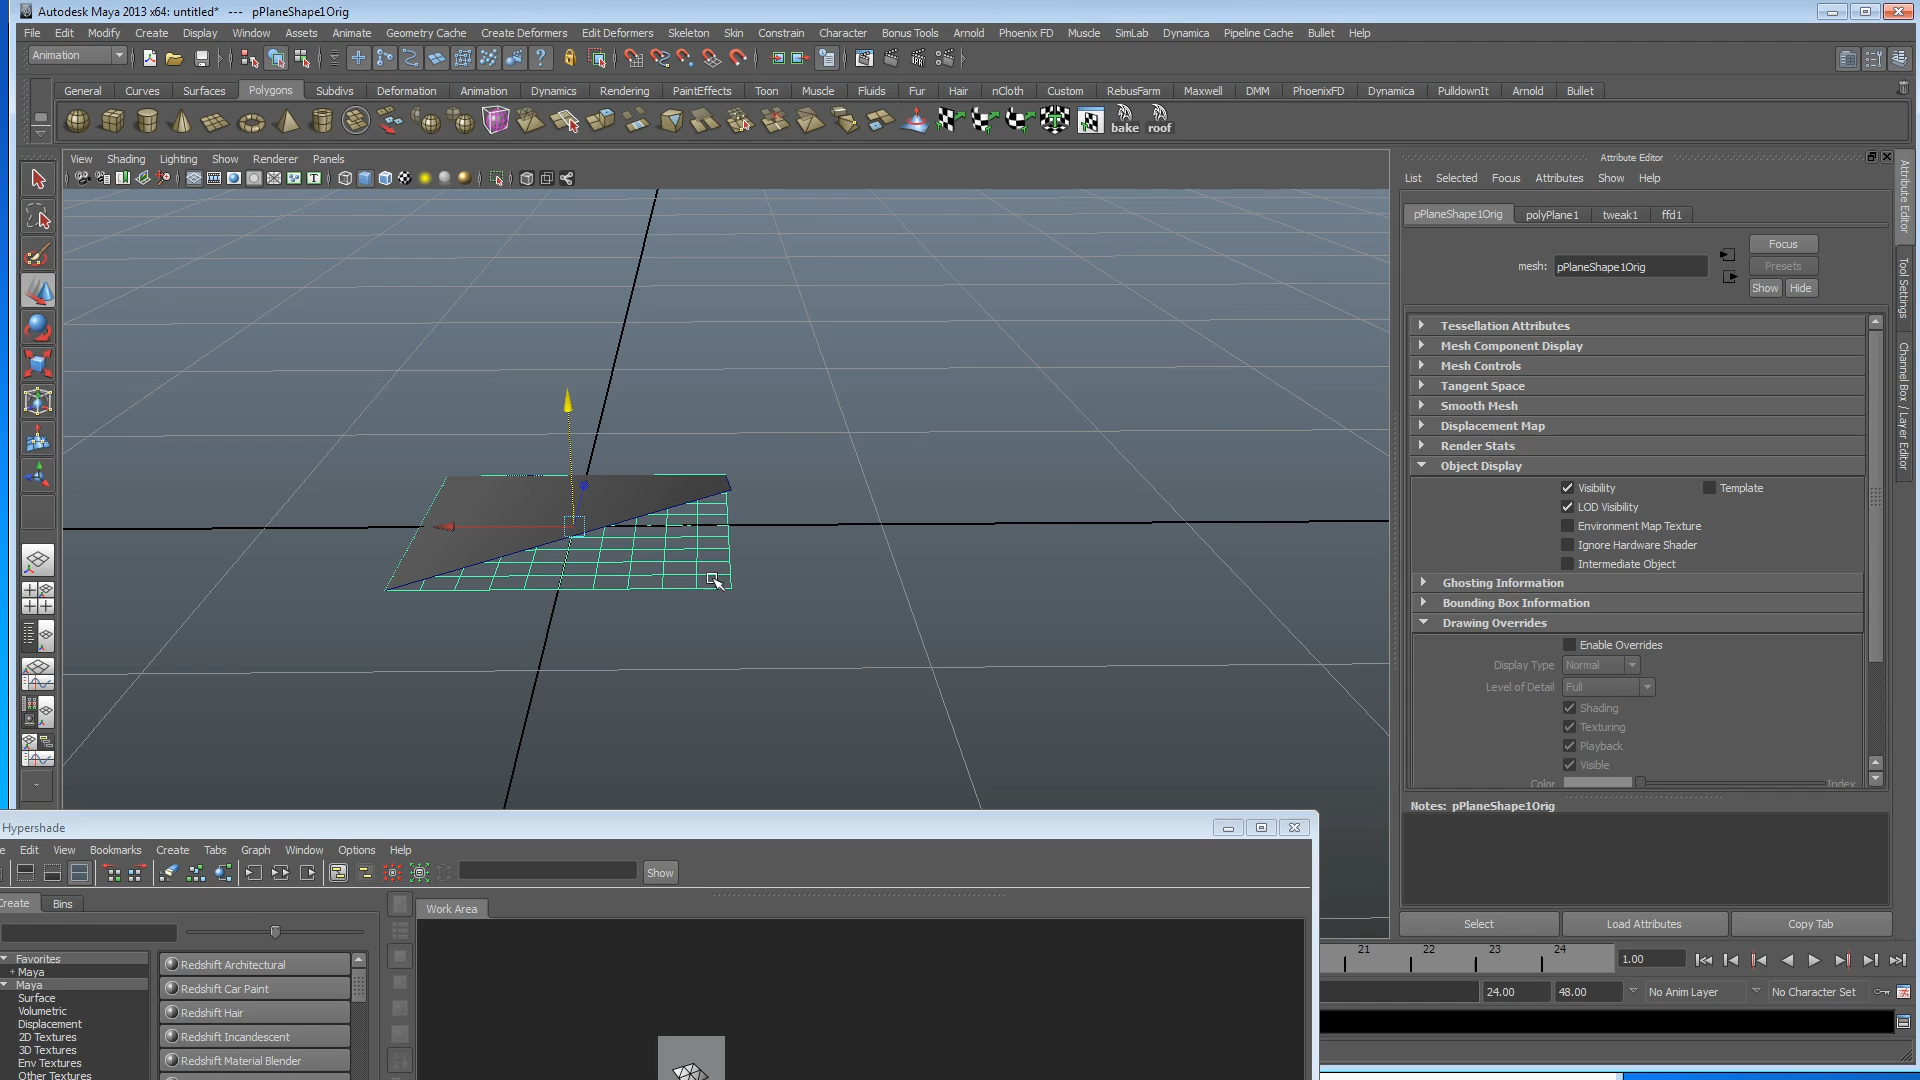 Autodesk Maya 2013 x64: untitled*   ---   pPlaneShape1Orig
File Edit Modify Create Display Window Assets Animate Geometry Cache Create Deformers Edit Deformers Skeleton Skin Constrain Character Bonus Tools Arnold Phoenix FD Muscle SimLab Dynamica Pipeline Cache Bullet Help
Animation
General Curves Surfaces Polygons Subdivs Deformation Animation Dynamics Rendering PaintEffects Toon Muscle Fluids Fur Hair nCloth Custom RebusFarm Maxwell DMM PhoenixFD Dynamica PulldownIt Arnold Bullet
bake roof
View Shading Lighting Show Renderer Panels
Attribute Editor
List Selected Focus Attributes Show Help
pPlaneShape1Orig polyPlane1 tweak1 ffd1
Focus
mesh: pPlaneShape1Orig
Presets
Show Hide
Tessellation Attributes
Mesh Component Display
Mesh Controls
Tangent Space
Smooth Mesh
Displacement Map
Render Stats
Object Display
Visibility Template
LOD Visibility
Environment Map Texture
Ignore Hardware Shader
Intermediate Object
Ghosting Information
Bounding Box Information
Drawing Overrides
Enable Overrides
Display Type Normal
Level of Detail Full
Shading
Texturing
Playback
Visible
Color Index
Notes: pPlaneShape1Orig
Select Load Attributes Copy Tab
Attribute Editor
Tool Settings
Channel Box / Layer Editor
21 22 23 24 1.00
24.00 48.00 No Anim Layer No Character Set
Hypershade
e Edit View Bookmarks Create Tabs Graph Window Options Help
Show
Create Bins
Work Area
Favorites
+ Maya
Maya
Surface
Volumetric
Displacement
2D Textures
3D Textures
Env Textures
Other Textures
Redshift Architectural
Redshift Car Paint
Redshift Hair
Redshift Incandescent
Redshift Material Blender